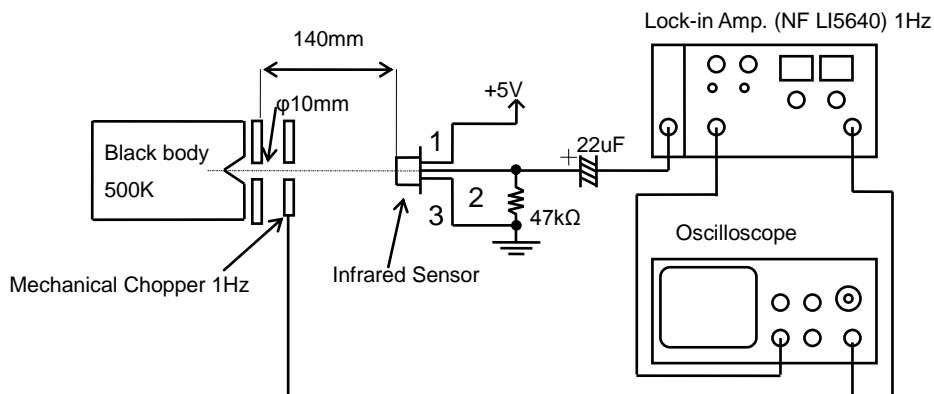 Lock-in Amp. (NF LI5640) 1Hz
140mm
+5V
φ10mm
1
22uF
+
Black body
500K
2
3
47kΩ
Oscilloscope
Infrared Sensor
Mechanical Chopper 1Hz